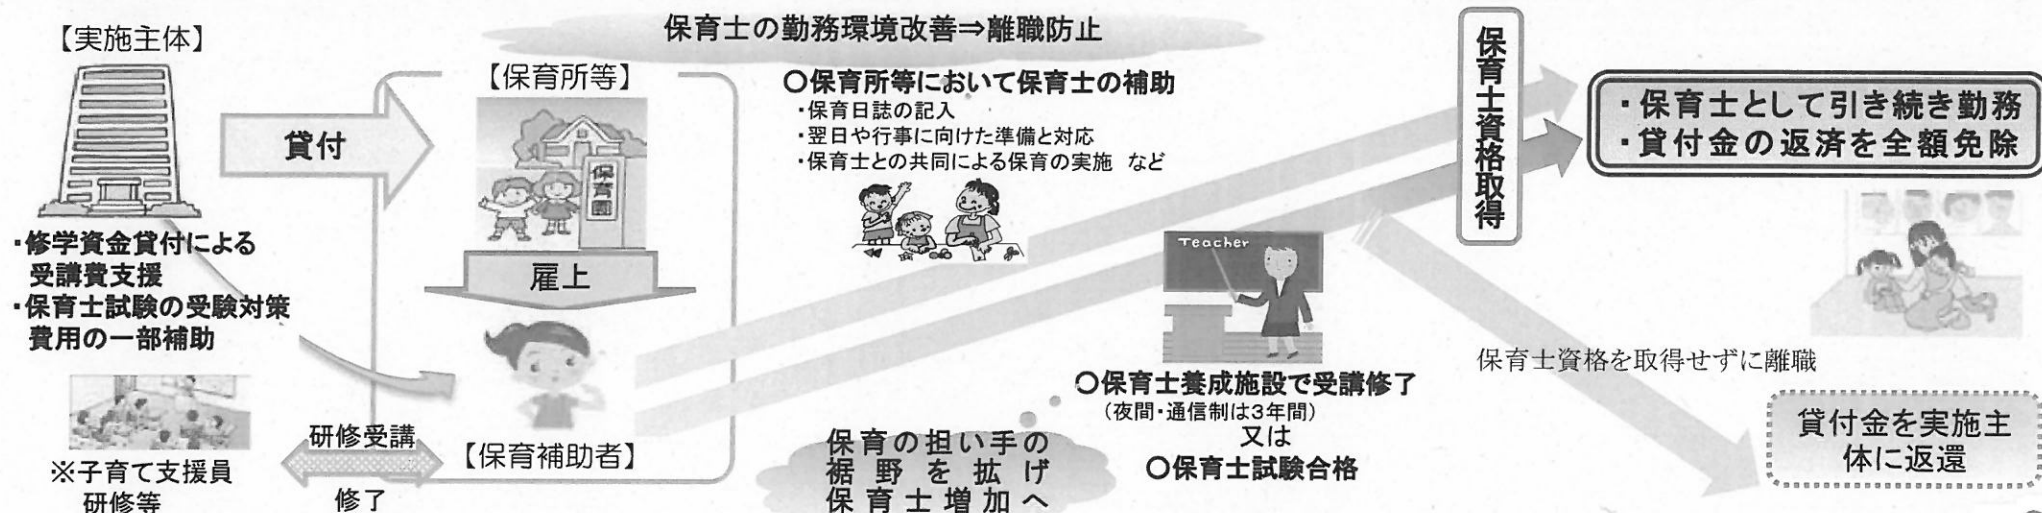 保育士の勤務環境改善⇒離職防止
【実施主体】
貸付
・修学資金貸付による
受講費支援
・保育士試験の受験対策
費用の一部補助
※子育て支援員
研修等
研修受講
修了
【保育所等】
保育園
雇上
【保育補助者】
〇保育所等において保育士の補助
・保育日誌の記入
・翌日や行事に向けた準備と対応
・保育士との共同による保育の実施 など
Teacher
〇保育士養成施設で受講修了
(夜間・通信制は3年間)
又は
〇保育士試験合格
保育の担い手の
裾野を拡げ
保育士増加へ
保育士資格取得
・保育士として引き続き勤務
・貸付金の返済を全額免除
保育士資格を取得せずに離職
貸付金を実施主
体に返還